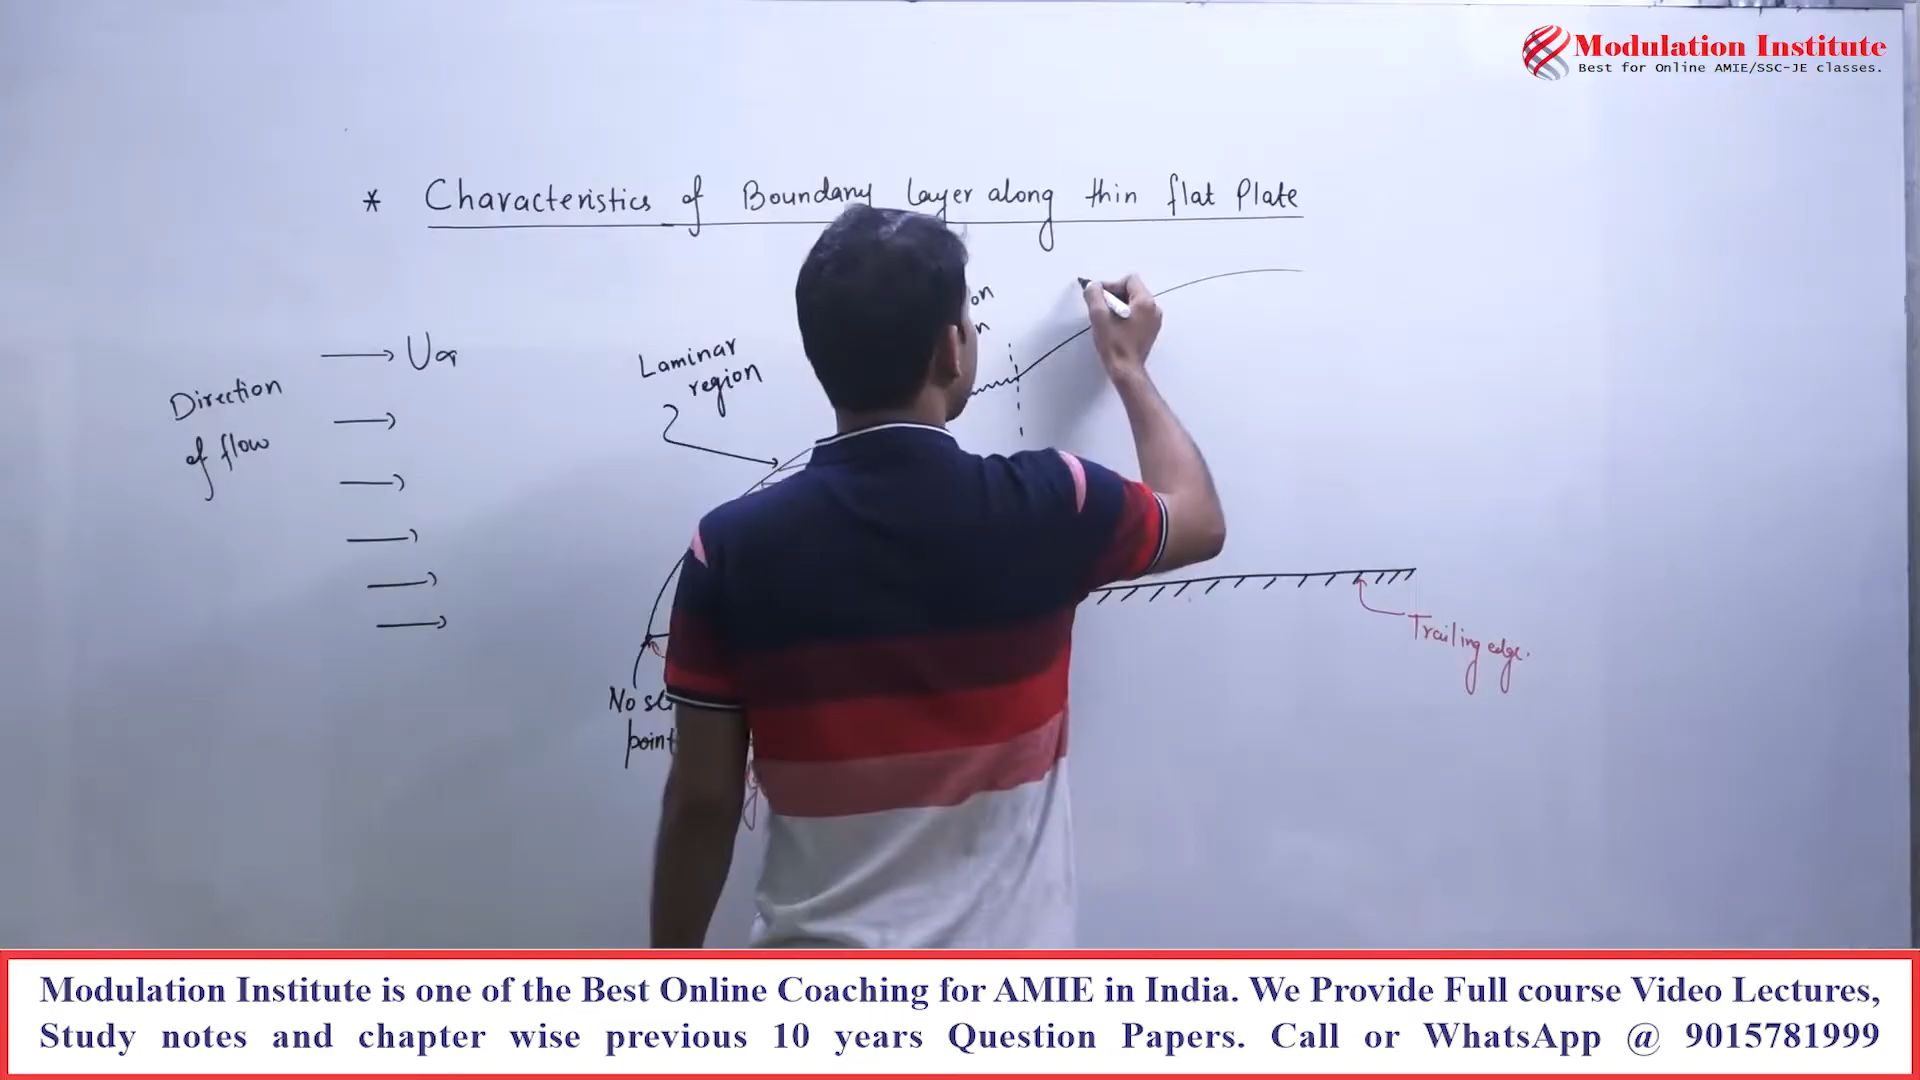 Modulation Institute
Best for Online AMIE/SSC-JE classes.
* Characteristics of Boundary layer along thin flat Plate
→ U∝
Direction
of flow
Laminar
region
on
n
Trailing edge.
No sl
point
Modulation Institute is one of the Best Online Coaching for AMIE in India. We Provide Full course Video Lectures,
Study notes and chapter wise previous 10 years Question Papers. Call or WhatsApp @ 9015781999